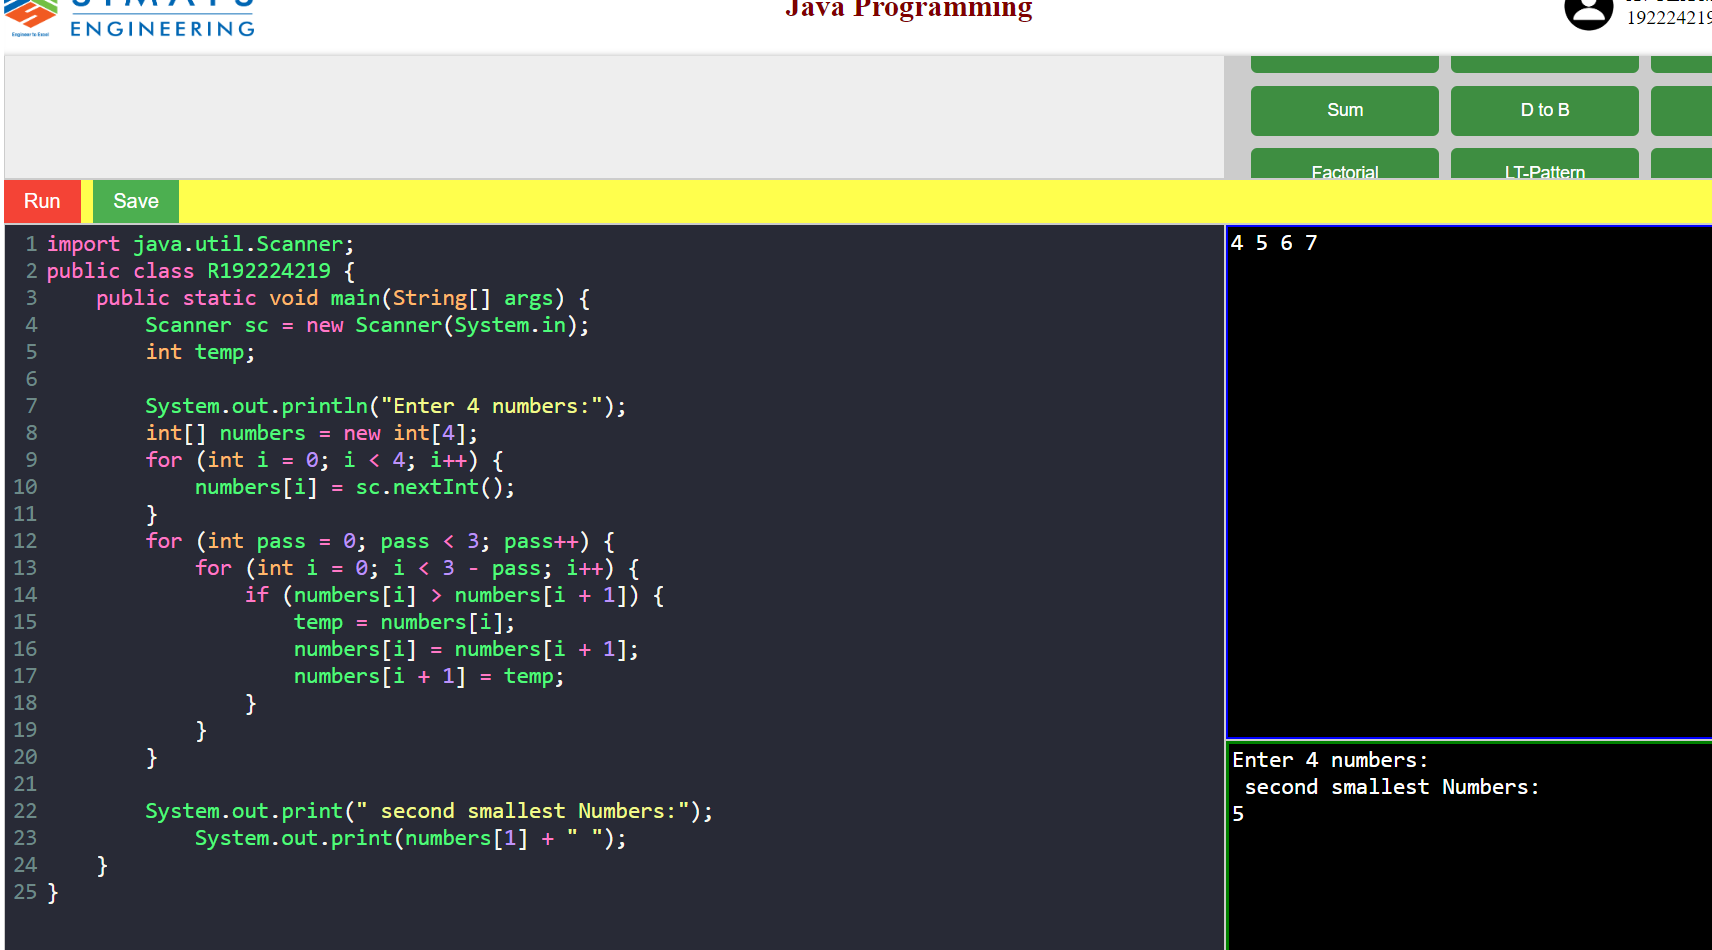 ENGINEERING
Engineer to Excel
Java Programming
192224219
Sum
D to B
Factorial
LT-Pattern
Run
Save
1 import java.util.Scanner;
2 public class R192224219 {
3     public static void main(String[] args) {
4         Scanner sc = new Scanner(System.in);
5         int temp;
6
7         System.out.println("Enter 4 numbers:");
8         int[] numbers = new int[4];
9         for (int i = 0; i < 4; i++) {
10             numbers[i] = sc.nextInt();
11         }
12         for (int pass = 0; pass < 3; pass++) {
13             for (int i = 0; i < 3 - pass; i++) {
14                 if (numbers[i] > numbers[i + 1]) {
15                     temp = numbers[i];
16                     numbers[i] = numbers[i + 1];
17                     numbers[i + 1] = temp;
18                 }
19             }
20         }
21
22         System.out.print(" second smallest Numbers:");
23             System.out.print(numbers[1] + " ");
24     }
25 }
4 5 6 7
Enter 4 numbers:
 second smallest Numbers:
5